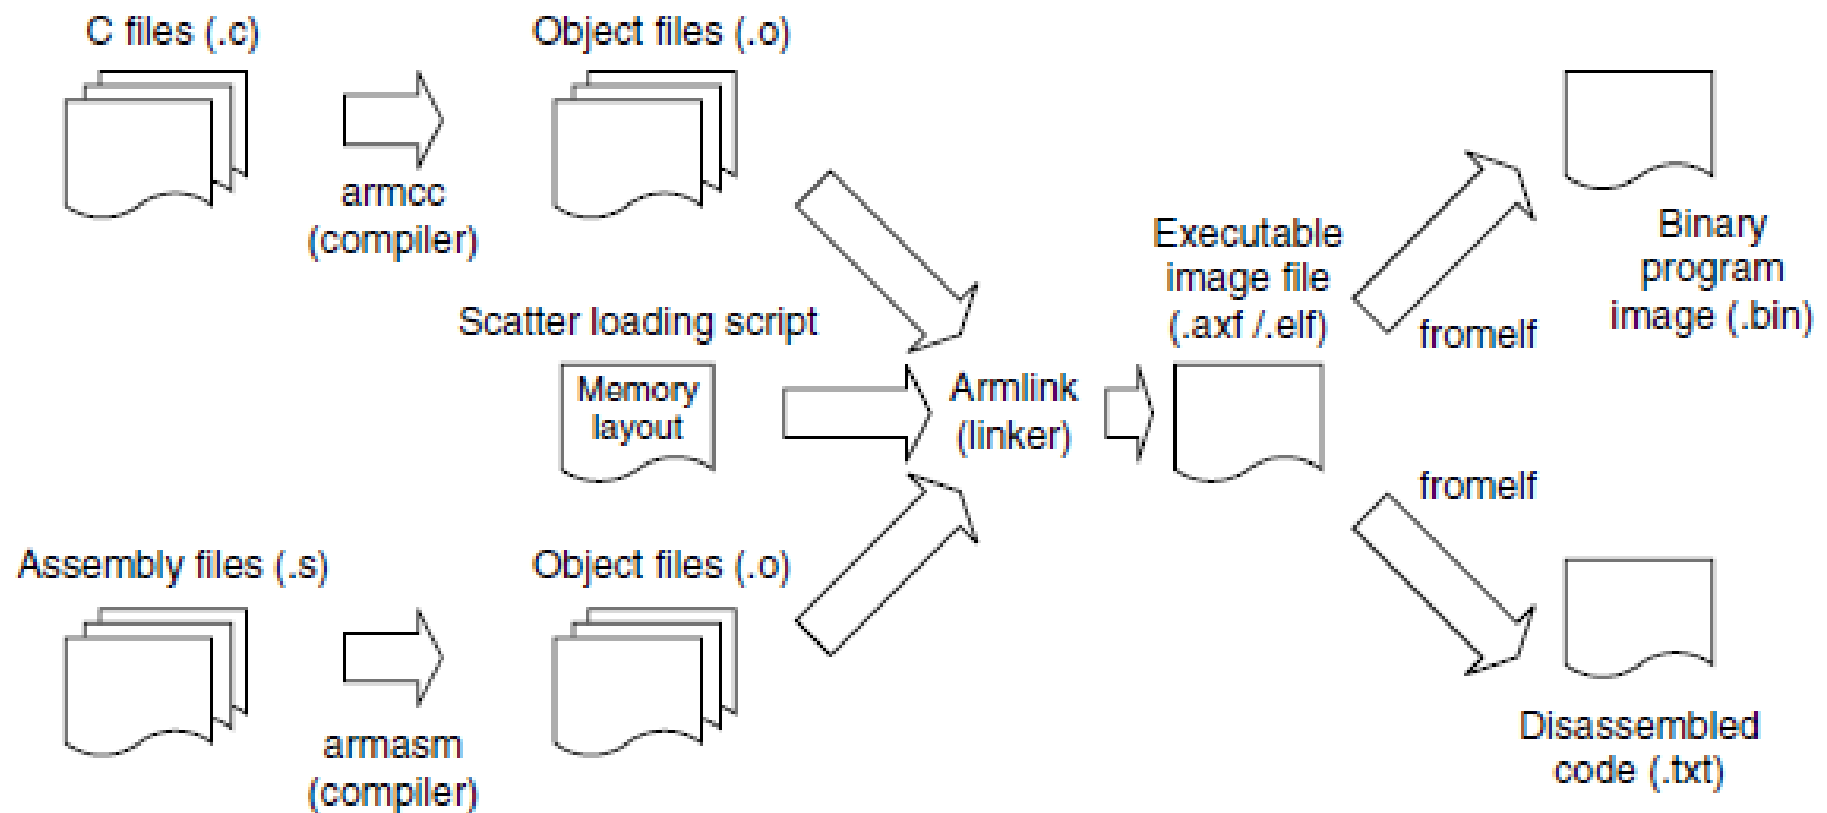 C files (.c)
Object files (.o)
armcc
(compiler)
Scatter loading script
Memory
layout
Armlink
(linker)
Executable
image file
(.axf /.elf)
fromelf
Binary
program
image (.bin)
fromelf
Assembly files (.s)
Object files (.o)
armasm
(compiler)
Disassembled
code (.txt)